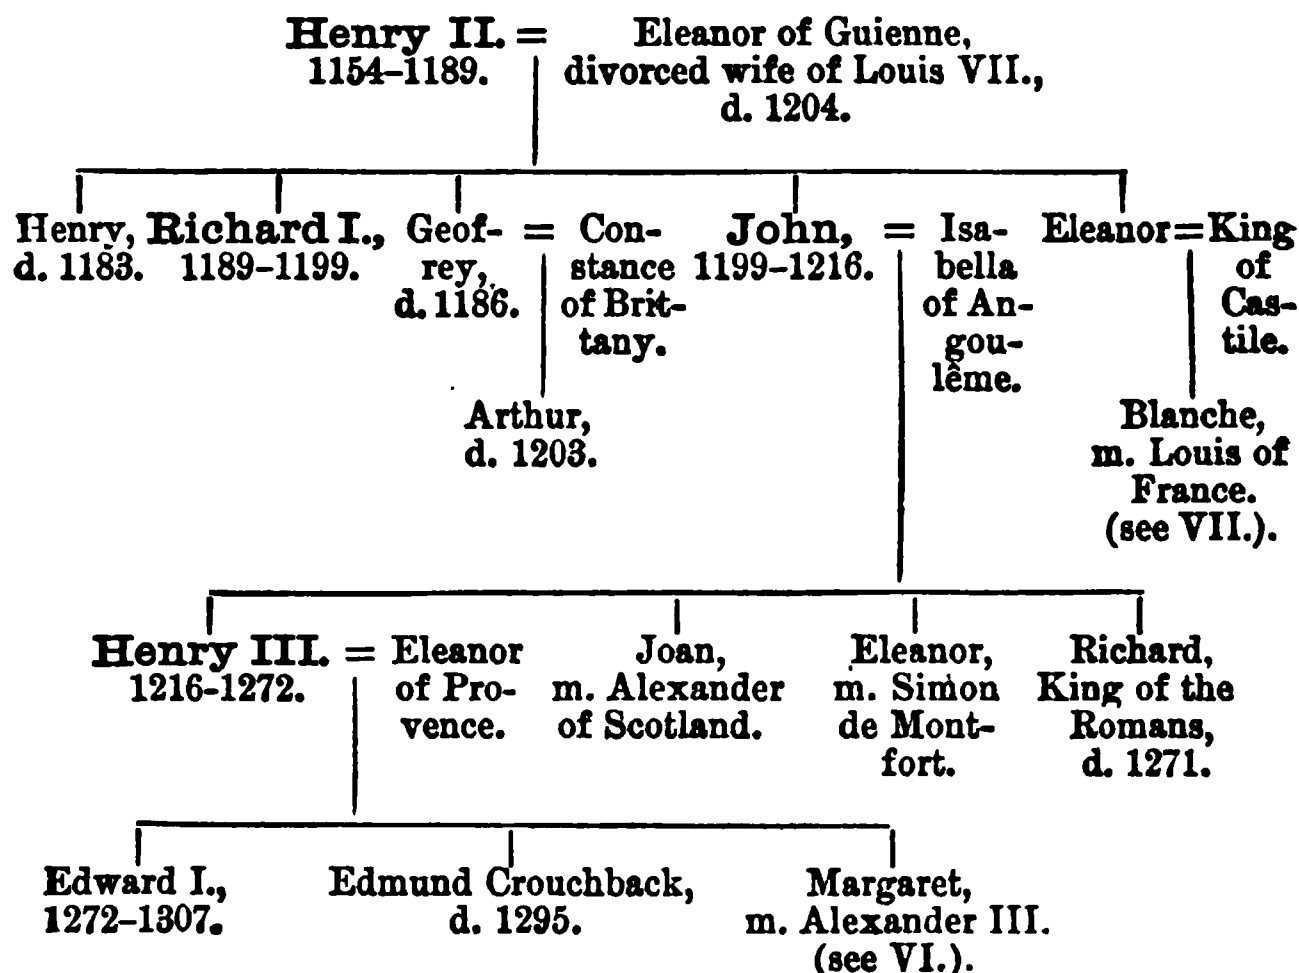 Henry II. = Eleanor of Guienne,
1154–1189. divorced wife of Louis VII.,
d. 1204.
Henry, Richard I., Geof- = Con- John, = Isa- Eleanor = King
d. 1183. 1189–1199. rey, stance 1199–1216. bella of
d. 1186. of Brit- of An- Cas-
tany. gou- tile.
lême.
Arthur, Blanche,
d. 1203. m. Louis of
France.
(see VII.).
Henry III. = Eleanor Joan, Eleanor, Richard,
1216-1272. of Pro- m. Alexander m. Simon King of the
vence. of Scotland. de Mont- Romans,
fort. d. 1271.
Edward I., Edmund Crouchback, Margaret,
1272–1307. d. 1295. m. Alexander III.
(see VI.).